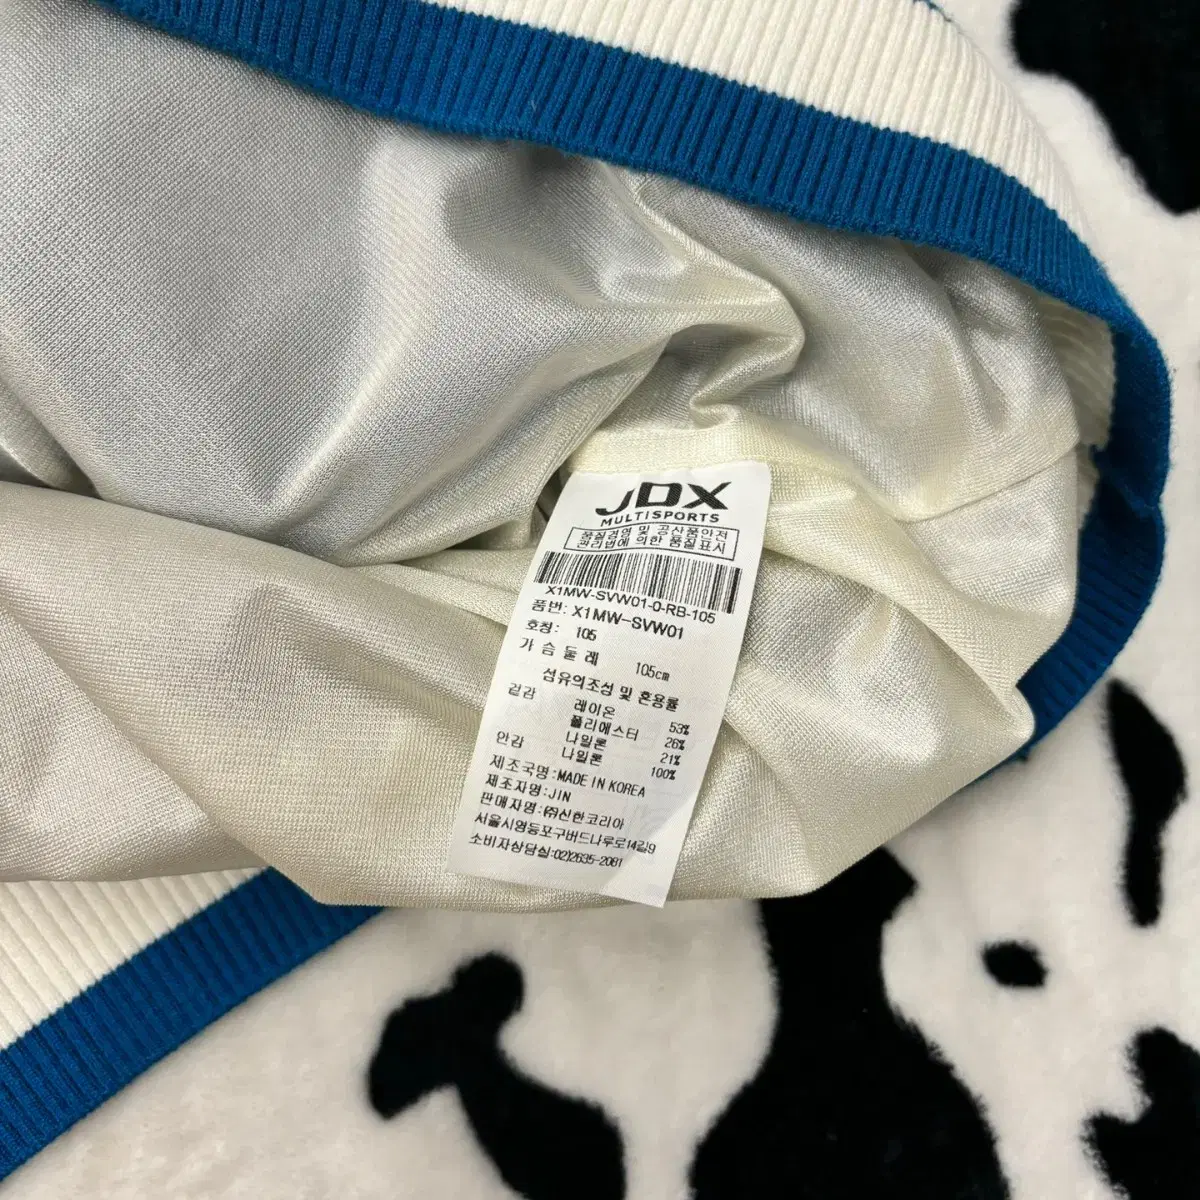 JDX
MULTISPORTS
품질경영 및 공산품안전
관리법에 의한 품질표시
X1MW-SVW01-0-RB-105
품번: X1MW-SVW01
호칭: 105
가 슴 둘 레 105cm
섬유의조성 및 혼용률
겉감 레이온 53%
폴리에스터 26%
나일론 21%
안감 나일론 100%
제조국명:MADE IN KOREA
제조자명:JIN
판매자명:㈜신한코리아
서울시영등포구버드나루로14길9
소비자상담실:02)2635-2081